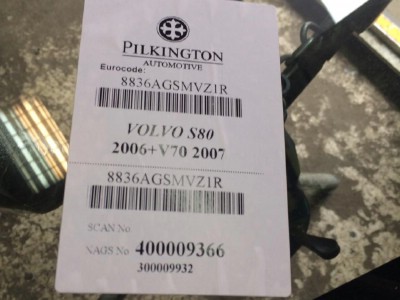 PILKINGTON
AUTOMOTIVE
Eurocode:
8836AGSMVZ1R
VOLVO S80
2006+V70 2007
8836AGSMVZ1R
SCAN No
NAGS No 400009366
300009932